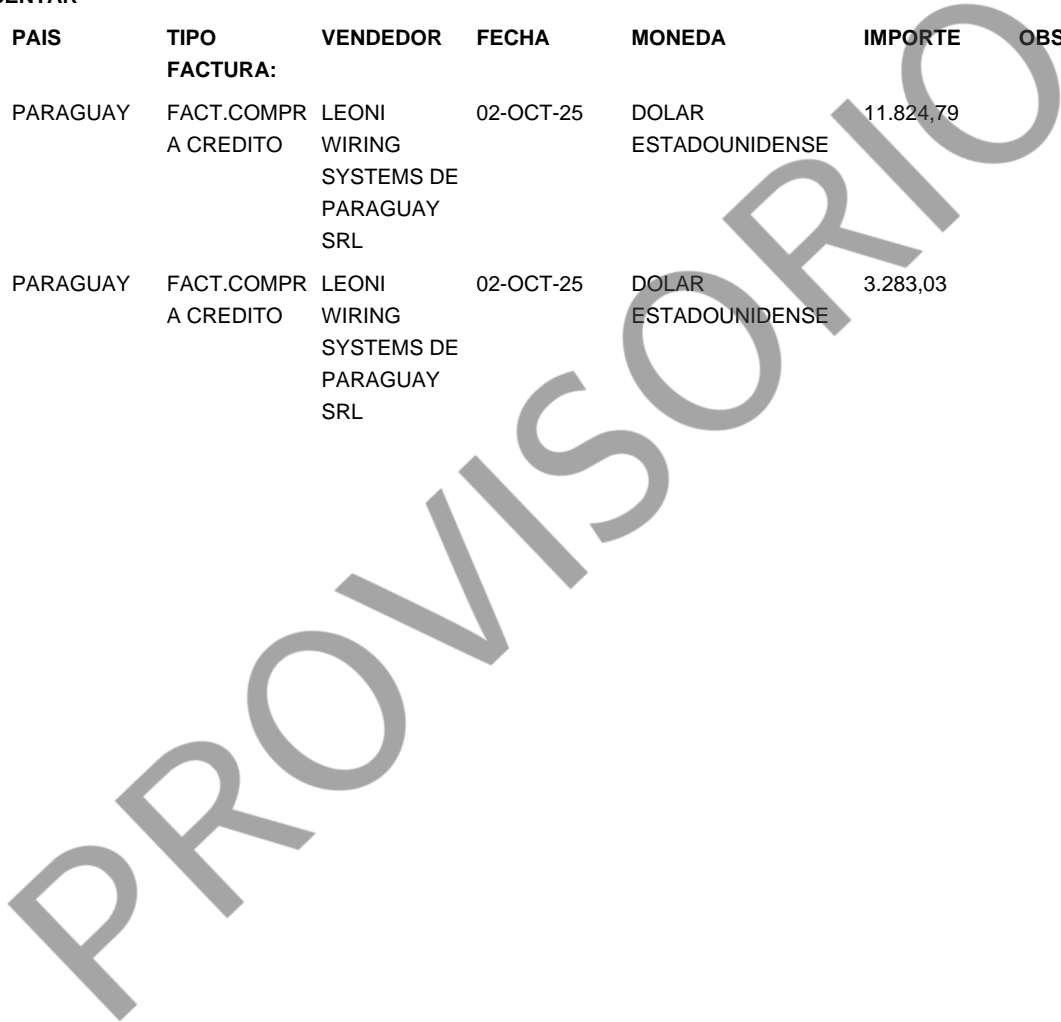 PAIS TIPO VENDEDOR FECHA MONEDA IMPORTE
FACTURA:
PARAGUAY FACT.COMPR LEONI 02-OCT-25 DOLAR 11.824,79
A CREDITO WIRING ESTADOUNIDENSE
SYSTEMS DE
PARAGUAY
SRL
PARAGUAY FACT.COMPR LEONI 02-OCT-25 DOLAR 3.283,03
A CREDITO WIRING ESTADOUNIDENSE
SYSTEMS DE
PARAGUAY
SRL
PROVISORIO